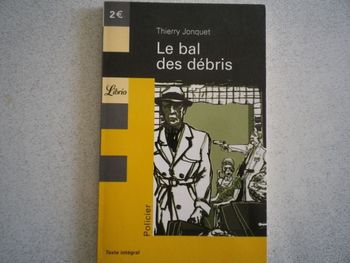 2€
Thierry Jonquet
Le bal
des débris
Librio
Policier
Texte intégral